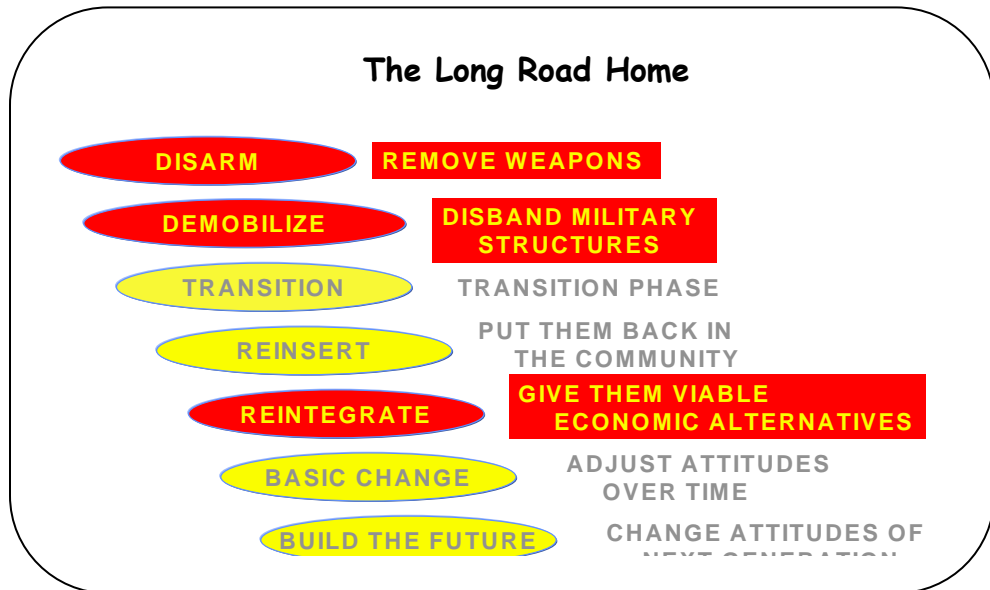 The Long Road Home
DISARM REMOVE WEAPONS
DEMOBILIZE DISBAND MILITARY
STRUCTURES
TRANSITION TRANSITION PHASE
REINSERT PUT THEM BACK IN
THE COMMUNITY
REINTEGRATE GIVE THEM VIABLE
ECONOMIC ALTERNATIVES
BASIC CHANGE ADJUST ATTITUDES
OVER TIME
BUILD THE FUTURE CHANGE ATTITUDES OF
NEXT GENERATION